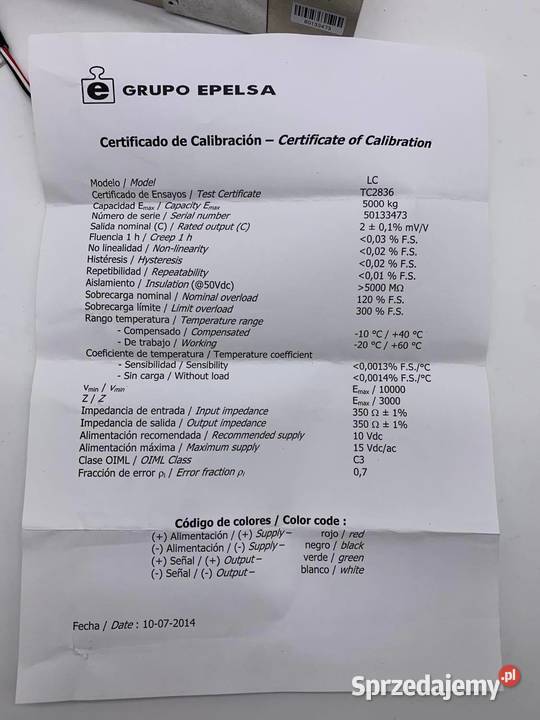 80133473
e GRUPO EPELSA
Certificado de Calibración – Certificate of Calibration
Modelo / Model LC
Certificado de Ensayos / Test Certificate TC2836
Capacidad Emax / Capacity Emax 5000 kg
Número de serie / Serial number 50133473
Salida nominal (C) / Rated output (C) 2 ± 0,1% mV/V
Fluencia 1 h / Creep 1 h <0,03 % F.S.
No linealidad / Non-linearity <0,02 % F.S.
Histéresis / Hysteresis <0,02 % F.S.
Repetibilidad / Repeatability <0,01 % F.S.
Aislamiento / Insulation (@50Vdc) >5000 MΩ
Sobrecarga nominal / Nominal overload 120 % F.S.
Sobrecarga límite / Limit overload 300 % F.S.
Rango temperatura / Temperature range
- Compensado / Compensated -10 °C / +40 °C
- De trabajo / Working -20 °C / +60 °C
Coeficiente de temperatura / Temperature coefficient
- Sensibilidad / Sensibility <0,0013% F.S./°C
- Sin carga / Without load <0,0014% F.S./°C
vmin / vmin Emax / 10000
Z / Z Emax / 3000
Impedancia de entrada / Input impedance 350 Ω ± 1%
Impedancia de salida / Output impedance 350 Ω ± 1%
Alimentación recomendada / Recommended supply 10 Vdc
Alimentación máxima / Maximum supply 15 Vdc/ac
Clase OIML / OIML Class C3
Fracción de error ρi / Error fraction ρi 0,7
Código de colores / Color code :
(+) Alimentación / (+) Supply– rojo / red
(-) Alimentación / (-) Supply– negro / black
(+) Señal / (+) Output– verde / green
(-) Señal / (-) Output– blanco / white
Fecha / Date : 10-07-2014
Sprzedajemy.pl